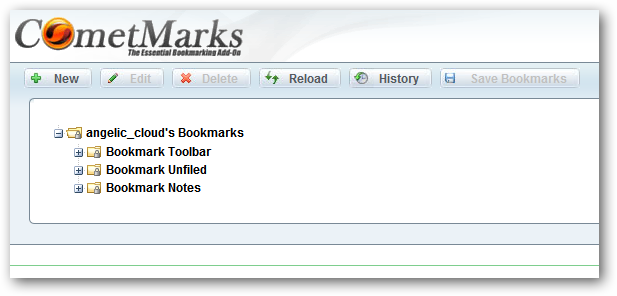 CometMarks
The Essential Bookmarking Add-On
New Edit Delete Reload History Save Bookmarks
angelic_cloud's Bookmarks
Bookmark Toolbar
Bookmark Unfiled
Bookmark Notes